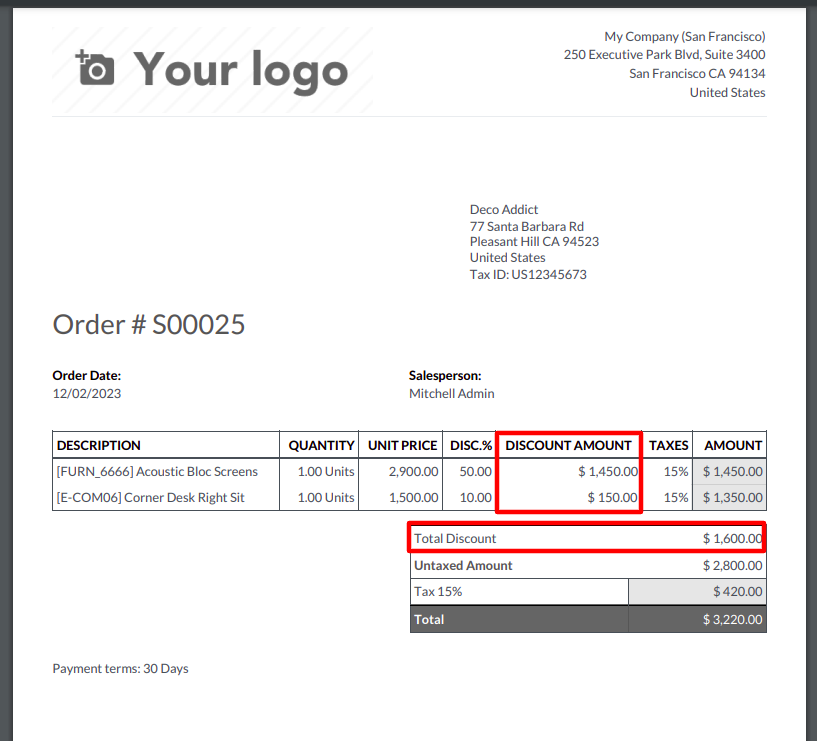 Your logo
My Company (San Francisco)
250 Executive Park Blvd, Suite 3400
San Francisco CA 94134
United States
Deco Addict
77 Santa Barbara Rd
Pleasant Hill CA 94523
United States
Tax ID: US12345673
Order # S00025
Order Date: Salesperson:
12/02/2023 Mitchell Admin
DESCRIPTION QUANTITY UNIT PRICE DISC.% DISCOUNT AMOUNT TAXES AMOUNT
[FURN_6666] Acoustic Bloc Screens 1.00 Units 2,900.00 50.00 $ 1,450.00 15% $ 1,450.00
[E-COM06] Corner Desk Right Sit 1.00 Units 1,500.00 10.00 $ 150.00 15% $ 1,350.00
Total Discount $ 1,600.00
Untaxed Amount $ 2,800.00
Tax 15% $ 420.00
Total $ 3,220.00
Payment terms: 30 Days